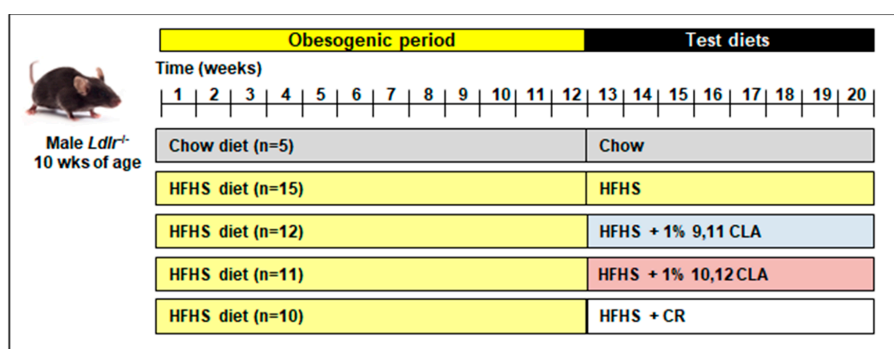 Obesogenic period
Test diets
Time (weeks)
1 2 3 4 5 6 7 8 9 10 11 12 13 14 15 16 17 18 19 20
Male Ldlr-/-
10 wks of age
Chow diet (n=5)
Chow
HFHS diet (n=15)
HFHS
HFHS diet (n=12)
HFHS + 1% 9,11 CLA
HFHS diet (n=11)
HFHS + 1% 10,12 CLA
HFHS diet (n=10)
HFHS + CR